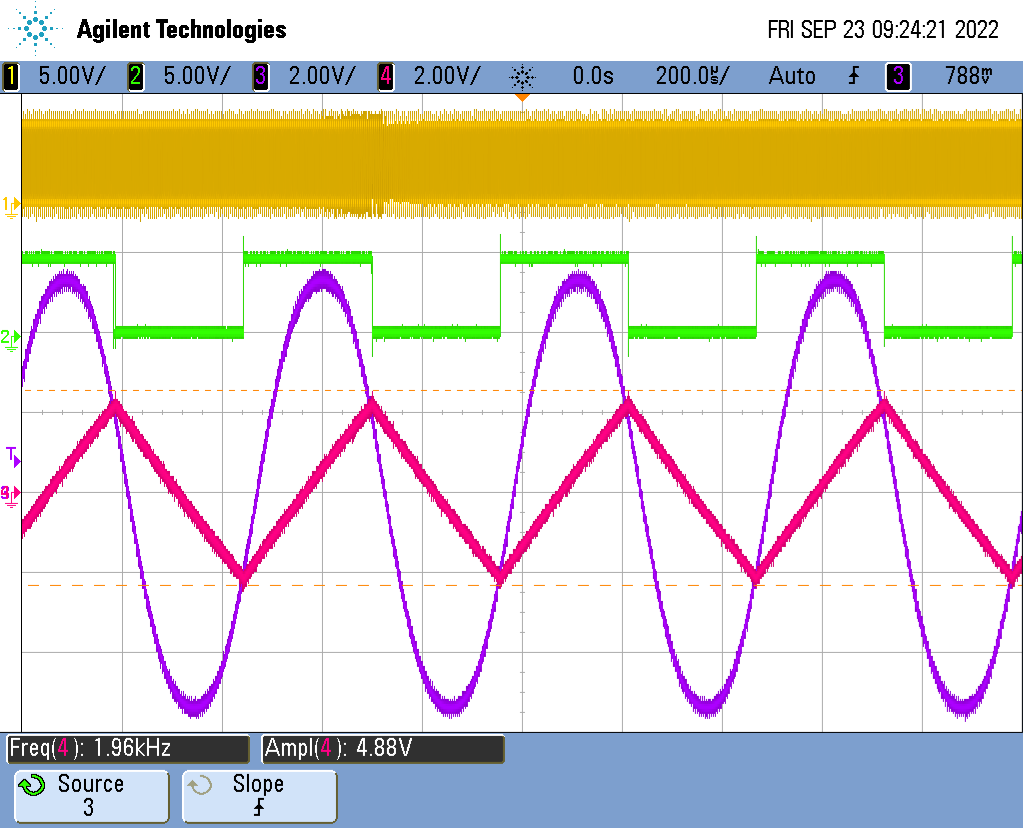 Agilent Technologies FRI SEP 23 09:24:21 2022
1 5.00V/ 2 5.00V/ 3 2.00V/ 4 2.00V/ 0.0s 200.0µs/ Auto 3 788mV
1
2
T
3
Freq(4): 1.96kHz Ampl(4): 4.88V
Source Slope
3